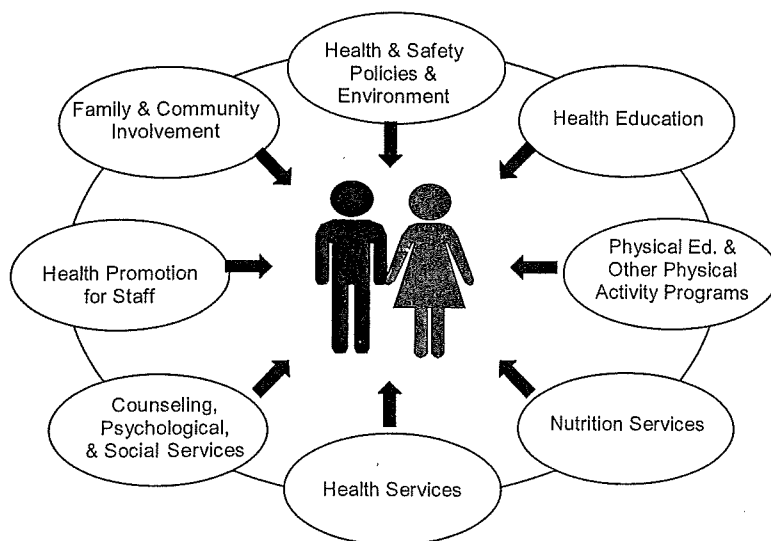 Health & Safety
Policies &
Environment
Health Education
Physical Ed. &
Other Physical
Activity Programs
Nutrition Services
Health Services
Counseling,
Psychological,
& Social Services
Health Promotion
for Staff
Family & Community
Involvement